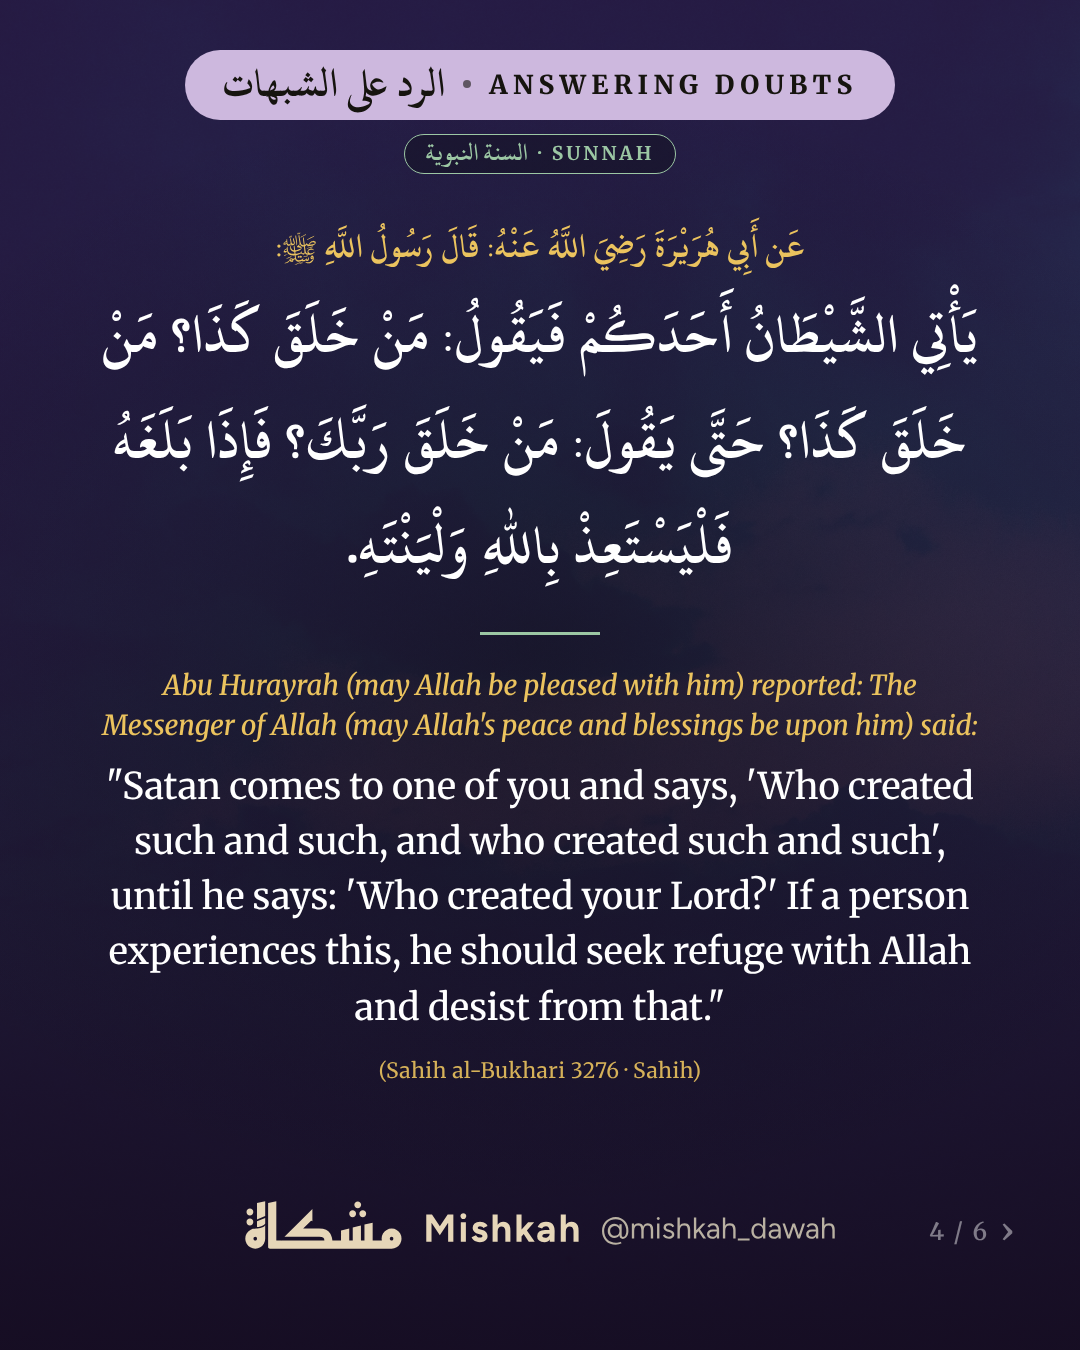 الرد على الشبهات • ANSWERING DOUBTS
السنة النبوية · SUNNAH
عَن أَبِي هُرَيْرَةَ رَضِيَ اللَّهُ عَنْهُ: قَالَ رَسُولُ اللَّهِ ﷺ:
يَأْتِي الشَّيْطَانُ أَحَدَكُمْ فَيَقُولُ: مَنْ خَلَقَ كَذَا؟ مَنْ
خَلَقَ كَذَا؟ حَتَّى يَقُولَ: مَنْ خَلَقَ رَبَّكَ؟ فَإِذَا بَلَغَهُ
فَلْيَسْتَعِذْ بِاللهِ وَلْيَنْتَهِ.
Abu Hurayrah (may Allah be pleased with him) reported: The
Messenger of Allah (may Allah's peace and blessings be upon him) said:
"Satan comes to one of you and says, 'Who created
such and such, and who created such and such',
until he says: 'Who created your Lord?' If a person
experiences this, he should seek refuge with Allah
and desist from that."
(Sahih al-Bukhari 3276 · Sahih)
مشكاة Mishkah @mishkah_dawah
4 / 6 ›